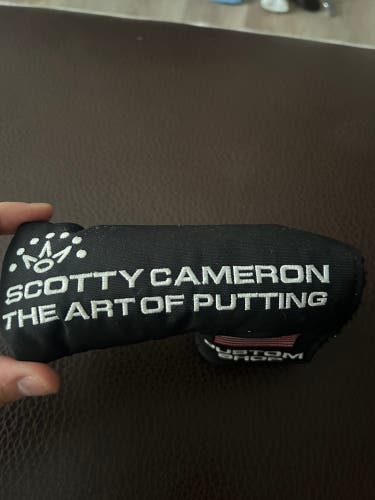 SCOTTY CAMERON
THE ART OF PUTTING
CUSTOM
SHOP